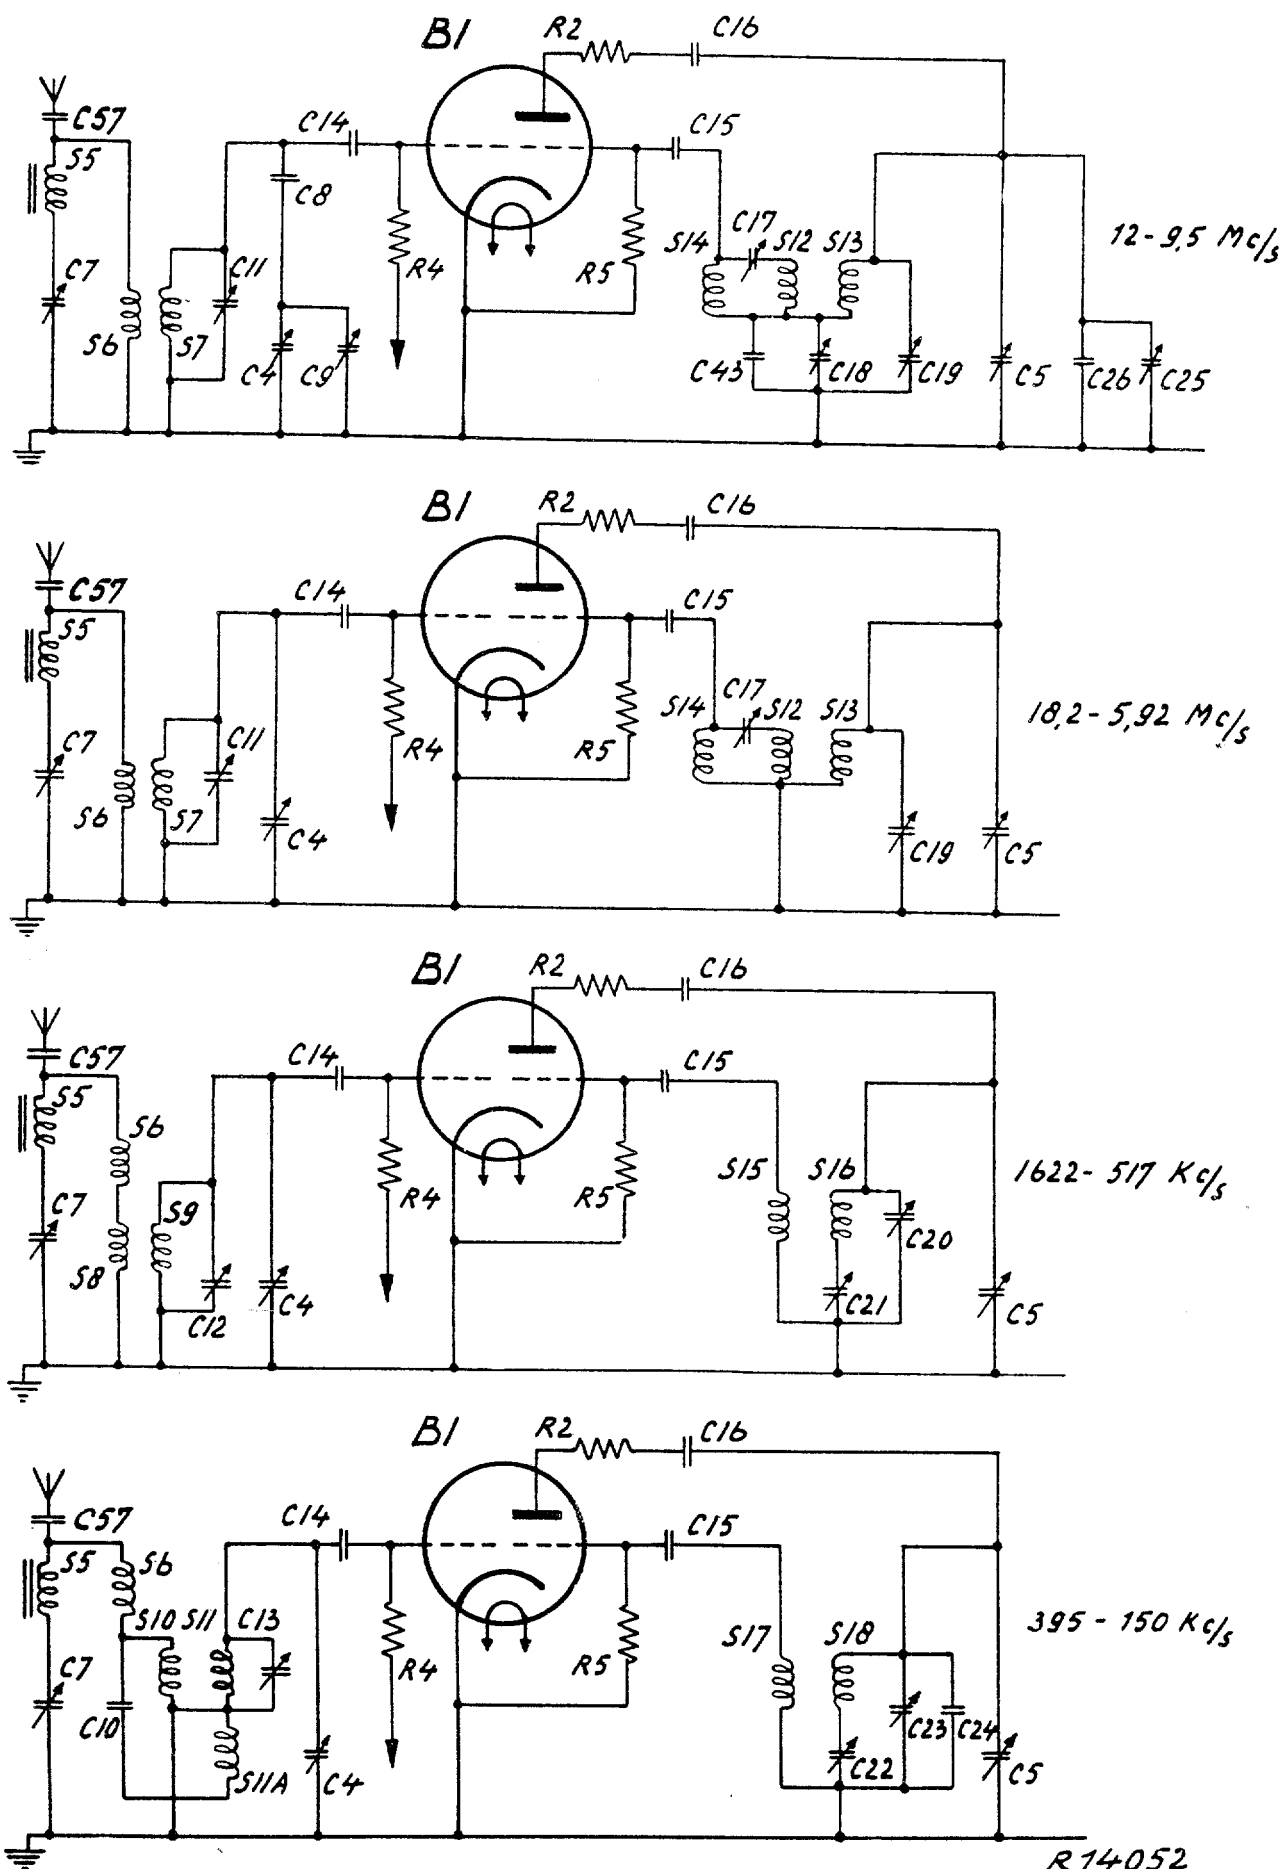 B1 R2 C16
C57 C14 C15
S5 C8
C7 C11 R4 R5 S14 C17 S12 S13 12-9,5 Mc/s
S6 S7 C4 C9 C43 C18 C19 C5 C26 C25
B1 R2 C16
C57 C14 C15
S5
C7 C11 R4 R5 S14 C17 S12 S13 18,2-5,92 Mc/s
S6 S7 C4 C19 C5
B1 R2 C16
C57 C14 C15
S5 S6
C7 S9 R4 R5 S15 S16 C20 1622-517 Kc/s
S8 C12 C4 C21 C5
B1 R2 C16
C57 C14 C15
S5 S6
S10 S11 C13 S17 S18 395-150 Kc/s
C7 R4 R5
C10 C23 C24
S11A C4 C22 C5
R14052